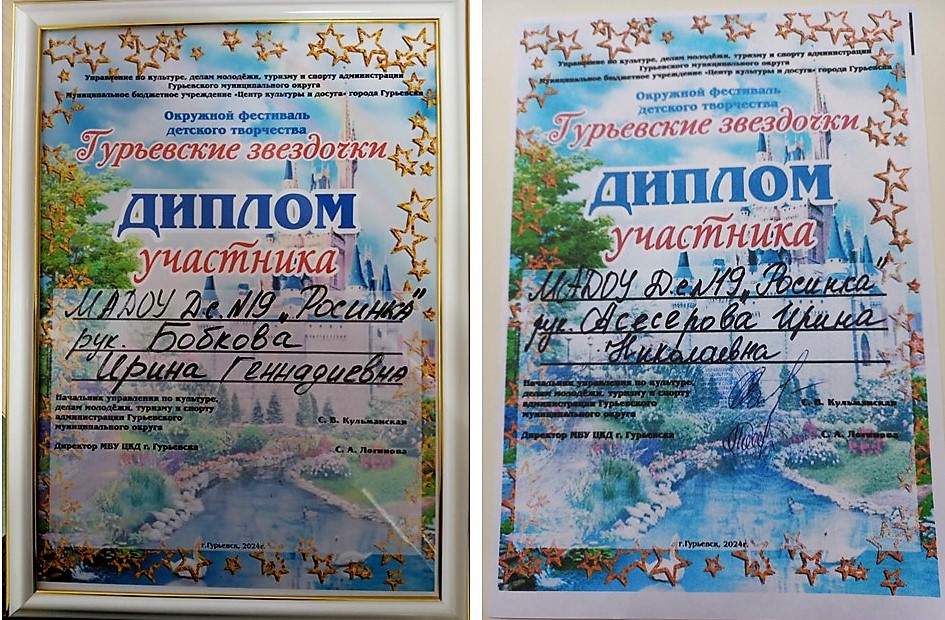 Управление по культуре, делам молодёжи, туризму и спорту администрации
Гурьевского муниципального округа
Муниципальное бюджетное учреждение «Центр культуры и досуга» города Гурьевска
Окружной фестиваль
детского творчества
Гурьевские звездочки
ДИПЛОМ
участника
МАДОУ Д.с. №19 „Росинка"
рук. Бобкова
Ирина Геннадиевна
Начальник управления по культуре,
делам молодёжи, туризму и спорту
администрации Гурьевского
муниципального округа
С. В. Кульманская
Директор МБУ ЦКД г. Гурьевска
С. А. Логинова
г.Гурьевск, 2024г.
Управление по культуре, делам молодёжи, туризму и спорту администрации
Гурьевского муниципального округа
Муниципальное бюджетное учреждение «Центр культуры и досуга» города Гурьевска
Окружной фестиваль
детского творчества
Гурьевские звездочки
ДИПЛОМ
участника
МАДОУ Д.с №19 „Росинка"
рук. Ирина
Николаевна
Начальник управления по культуре,
делам молодёжи, туризму и спорту
администрации Гурьевского
муниципального округа
С. В. Кульманская
Директор МБУ ЦКД г. Гурьевска
С. А. Логинова
г.Гурьевск, 2024г.